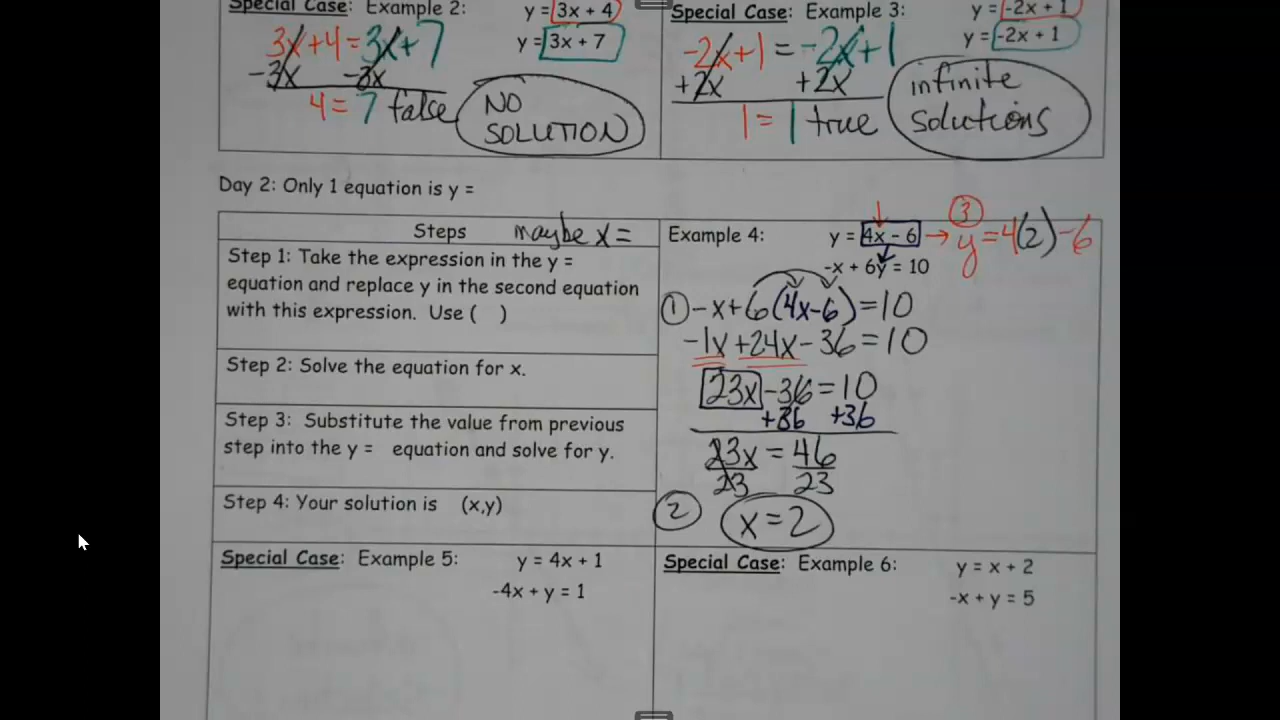 Special Case: Example 2:
y = 3x + 4
y = 3x + 7
3x + 4 = 3x + 7
-3x -3x
4 = 7 false
NO
SOLUTION
Special Case: Example 3:
y = -2x + 1
y = -2x + 1
-2x + 1 = -2x + 1
+2x +2x
1 = 1 true
infinite
solutions
Day 2: Only 1 equation is y =
Steps maybe x =
Step 1: Take the expression in the y =
equation and replace y in the second equation
with this expression. Use ( )
Step 2: Solve the equation for x.
Step 3: Substitute the value from previous
step into the y = equation and solve for y.
Step 4: Your solution is (x,y)
Example 4: y = 4x - 6 → y = 4(2) - 6
③
-x + 6y = 10
① -x + 6(4x - 6) = 10
-1x + 24x - 36 = 10
23x - 36 = 10
+36 +36
23x = 46
23 23
② x = 2
Special Case: Example 5: y = 4x + 1
-4x + y = 1
Special Case: Example 6: y = x + 2
-x + y = 5